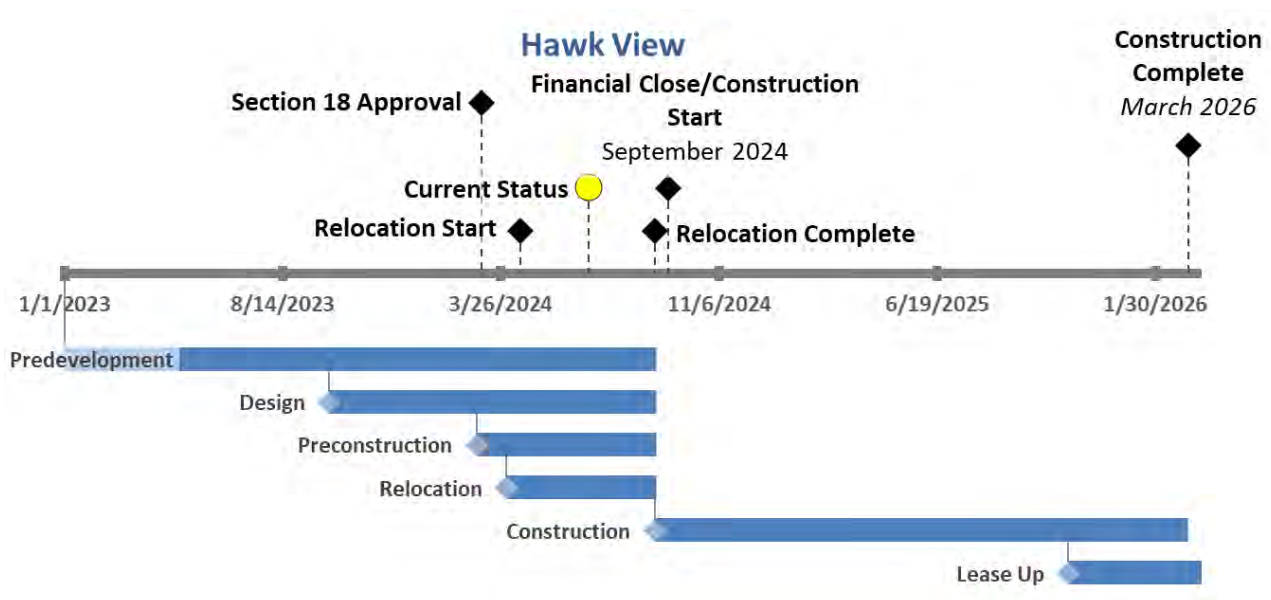 Hawk View
Construction
Complete
March 2026
Financial Close/Construction
Start
September 2024
Section 18 Approval
Current Status
Relocation Start
Relocation Complete
1/1/2023
8/14/2023
3/26/2024
11/6/2024
6/19/2025
1/30/2026
Predevelopment
Design
Preconstruction
Relocation
Construction
Lease Up